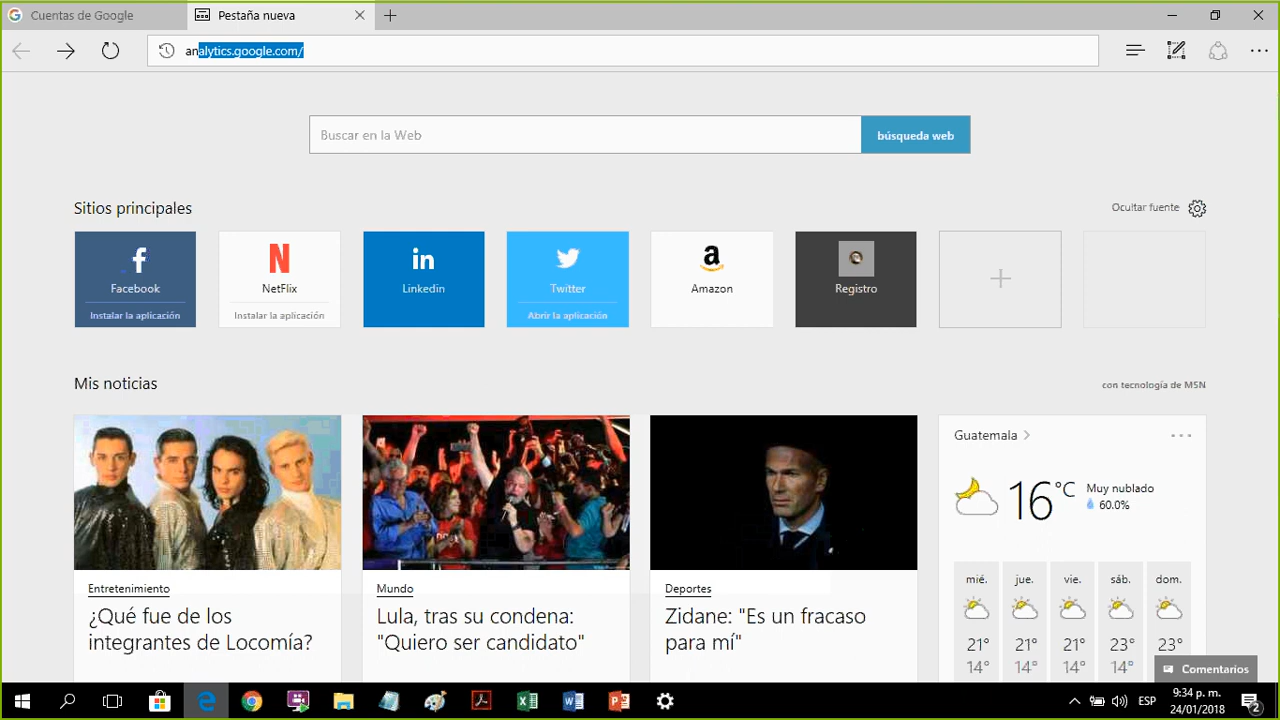 Cuentas de Google
Pestaña nueva
analytics.google.com/
Buscar en la Web
búsqueda web
Sitios principales
Ocultar fuente
Facebook
Instalar la aplicación
NetFlix
Instalar la aplicación
Linkedin
Twitter
Abrir la aplicación
Amazon
Registro
Mis noticias
con tecnología de MSN
Entretenimiento
¿Qué fue de los
integrantes de Locomía?
Mundo
Lula, tras su condena:
"Quiero ser candidato"
Deportes
Zidane: "Es un fracaso
para mí"
Guatemala
16 °C
Muy nublado
60.0%
mié. jue. vie. sáb. dom.
21° 21° 21° 23° 23°
14° 14° 14° 14° 14°
Comentarios
ESP
9:34 p. m.
24/01/2018
2